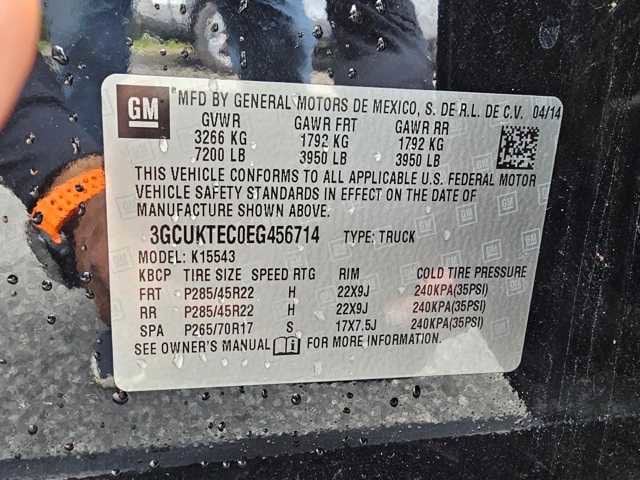 GM
MFD BY GENERAL MOTORS DE MEXICO, S. DE R.L. DE C.V. 04/14
GVWR GAWR FRT GAWR RR
3266 KG 1792 KG 1792 KG
7200 LB 3950 LB 3950 LB
THIS VEHICLE CONFORMS TO ALL APPLICABLE U.S. FEDERAL MOTOR
VEHICLE SAFETY STANDARDS IN EFFECT ON THE DATE OF
MANUFACTURE SHOWN ABOVE.
3GCUKTEC0EG456714 TYPE: TRUCK
MODEL: K15543
KBCP TIRE SIZE SPEED RTG RIM COLD TIRE PRESSURE
FRT P285/45R22 H 22X9J 240KPA(35PSI)
RR P285/45R22 H 22X9J 240KPA(35PSI)
SPA P265/70R17 S 17X7.5J 240KPA(35PSI)
SEE OWNER'S MANUAL FOR MORE INFORMATION.